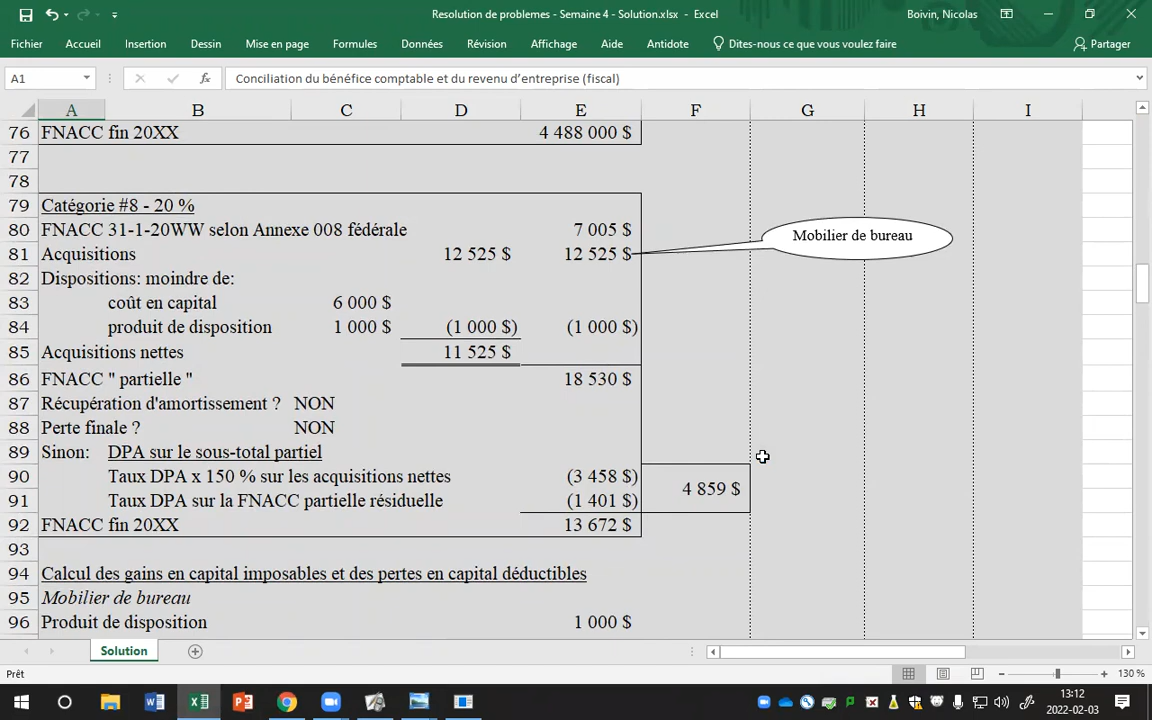 Resolution de problemes - Semaine 4 - Solution.xlsx - Excel
Boivin, Nicolas
Fichier Accueil Insertion Dessin Mise en page Formules Données Révision Affichage Aide Antidote Dites-nous ce que vous voulez faire Partager
A1 fx Conciliation du bénéfice comptable et du revenu d'entreprise (fiscal)
A B C D E F G H I
76 FNACC fin 20XX 4 488 000 $
77
78
79 Catégorie #8 - 20 %
80 FNACC 31-1-20WW selon Annexe 008 fédérale 7 005 $
Mobilier de bureau
81 Acquisitions 12 525 $ 12 525 $
82 Dispositions: moindre de:
83 coût en capital 6 000 $
84 produit de disposition 1 000 $ (1 000 $) (1 000 $)
85 Acquisitions nettes 11 525 $
86 FNACC " partielle " 18 530 $
87 Récupération d'amortissement ? NON
88 Perte finale ? NON
89 Sinon: DPA sur le sous-total partiel
90 Taux DPA x 150 % sur les acquisitions nettes (3 458 $)
4 859 $
91 Taux DPA sur la FNACC partielle résiduelle (1 401 $)
92 FNACC fin 20XX 13 672 $
93
94 Calcul des gains en capital imposables et des pertes en capital déductibles
95 Mobilier de bureau
96 Produit de disposition 1 000 $
Solution
Prêt
130 %
13:12
2022-02-03